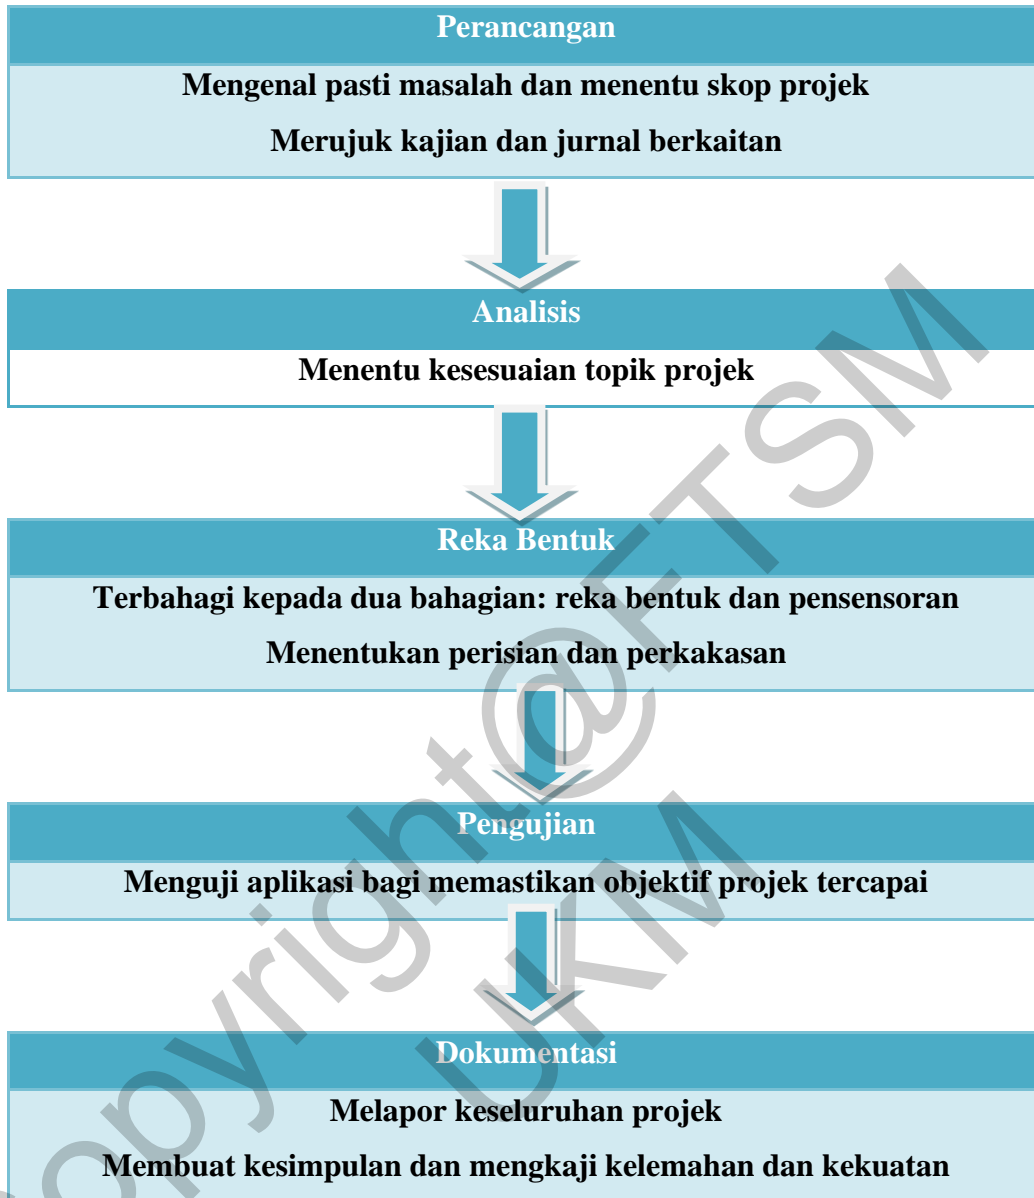 Perancangan
Mengenal pasti masalah dan menentu skop projek
Merujuk kajian dan jurnal berkaitan
Analisis
Menentu kesesuaian topik projek
Reka Bentuk
Terbahagi kepada dua bahagian: reka bentuk dan pensensoran
Menentukan perisian dan perkakasan
Pengujian
Menguji aplikasi bagi memastikan objektif projek tercapai
Dokumentasi
Melapor keseluruhan projek
Membuat kesimpulan dan mengkaji kelemahan dan kekuatan
Copyright@FTSM
UKM